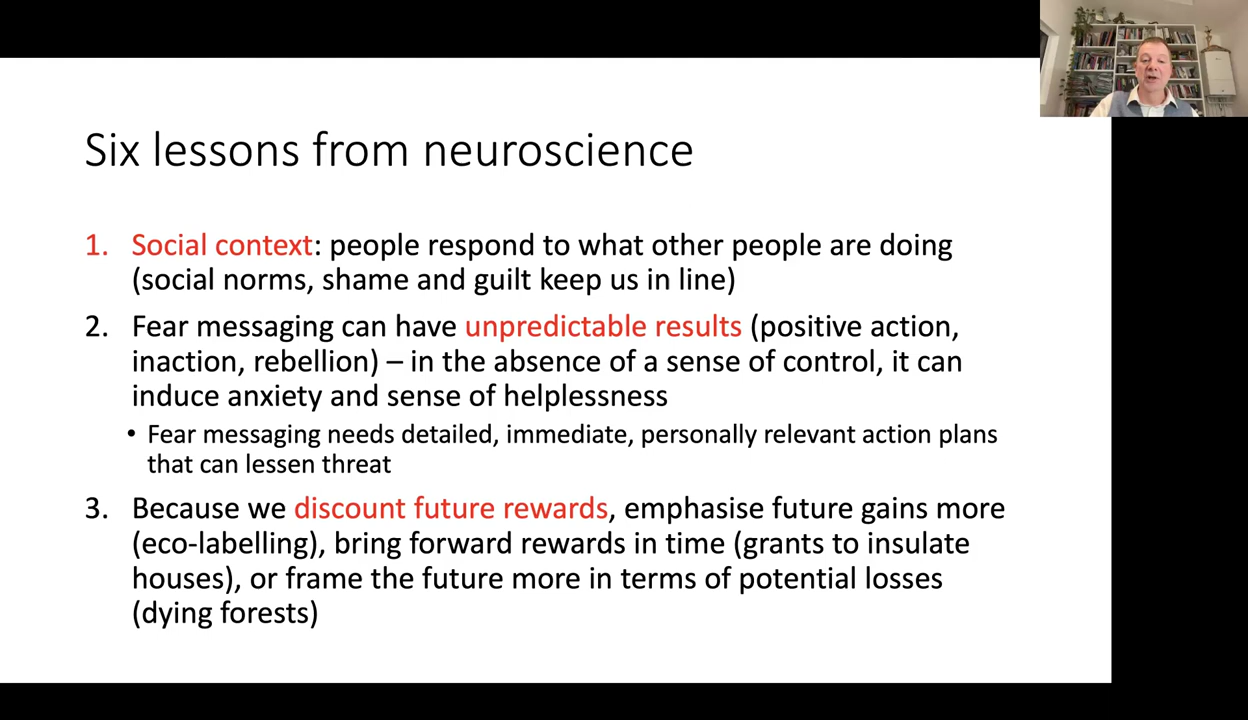 Six lessons from neuroscience
1. Social context: people respond to what other people are doing
(social norms, shame and guilt keep us in line)
2. Fear messaging can have unpredictable results (positive action,
inaction, rebellion) – in the absence of a sense of control, it can
induce anxiety and sense of helplessness
• Fear messaging needs detailed, immediate, personally relevant action plans
that can lessen threat
3. Because we discount future rewards, emphasise future gains more
(eco-labelling), bring forward rewards in time (grants to insulate
houses), or frame the future more in terms of potential losses
(dying forests)